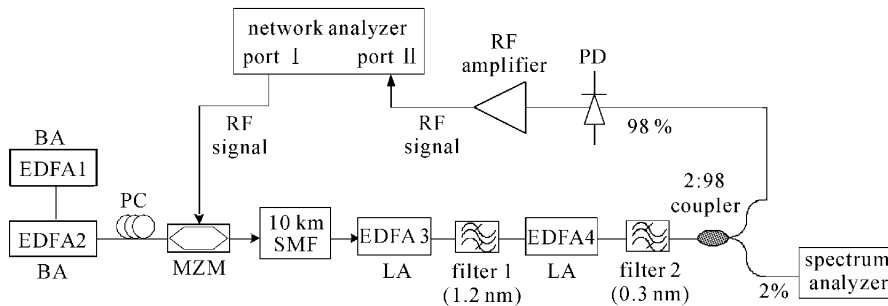 network analyzer
port Ⅰ port Ⅱ
RF
amplifier
PD
RF
signal
RF
signal
98 %
BA
EDFA1
PC
2:98
coupler
EDFA2
10 km
SMF
EDFA 3
EDFA4
BA
MZM
LA
filter 1
(1.2 nm)
LA
filter 2
(0.3 nm)
2%
spectrum
analyzer